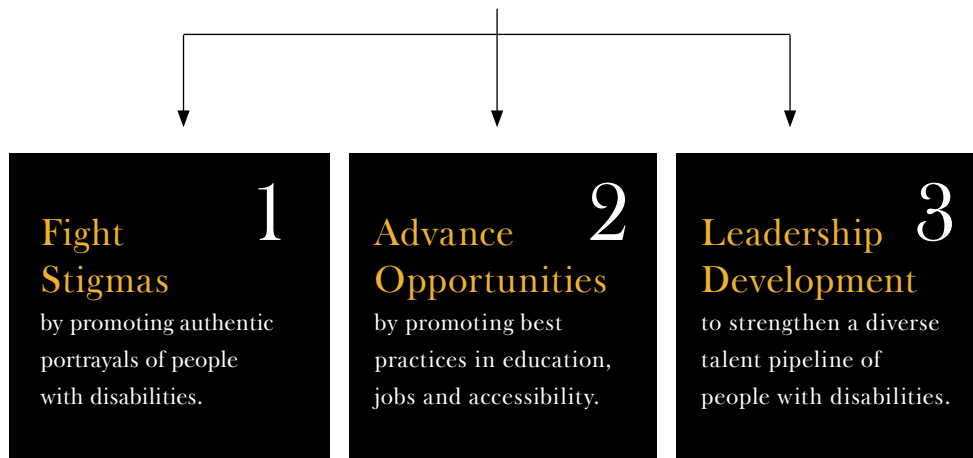 1
Fight
Stigmas
by promoting authentic
portrayals of people
with disabilities.
2
Advance
Opportunities
by promoting best
practices in education,
jobs and accessibility.
3
Leadership
Development
to strengthen a diverse
talent pipeline of
people with disabilities.